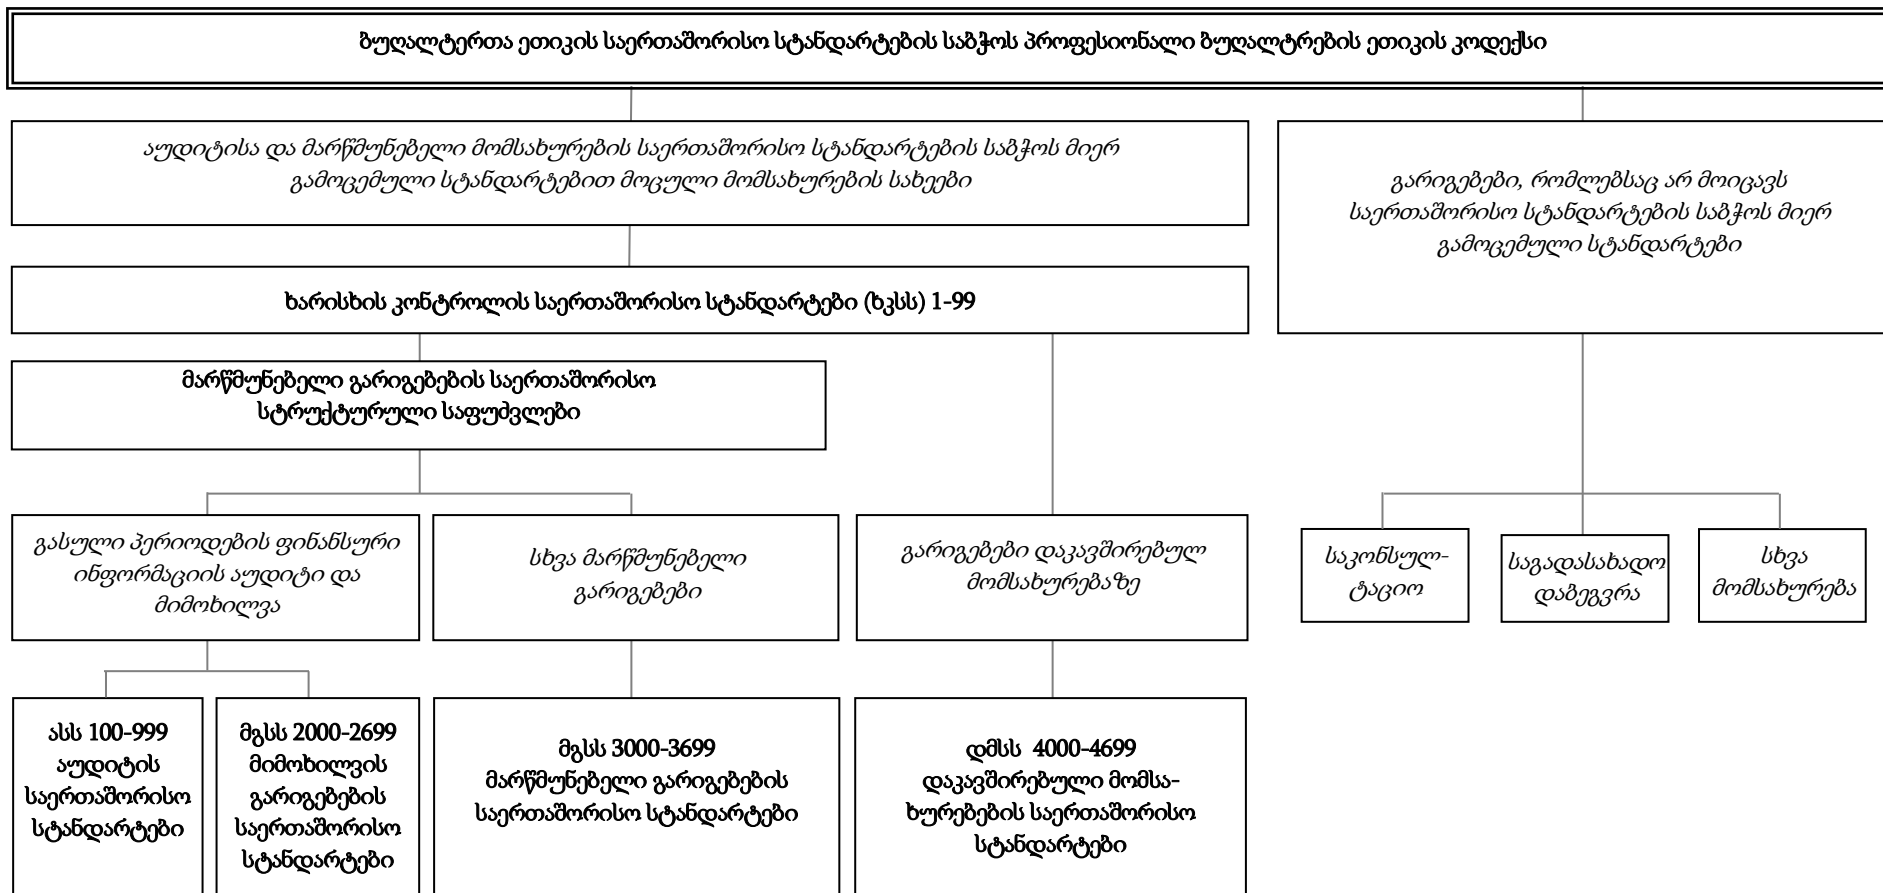 ბუღალტერთა ეთიკის საერთაშორისო სტანდარტების საბჭოს პროფესიონალი ბუღალტრების ეთიკის კოდექსი
აუდიტისა და მარწმუნებელი მომსახურების საერთაშორისო სტანდარტების საბჭოს მიერ
გამოცემული სტანდარტებით მოცული მომსახურების სახეები
გარიგებები, რომლებსაც არ მოიცავს
საერთაშორისო სტანდარტების საბჭოს მიერ
გამოცემული სტანდარტები
ხარისხის კონტროლის საერთაშორისო სტანდარტები (ხკსს) 1-99
მარწმუნებელი გარიგებების საერთაშორისო
სტრუქტურული საფუძვლები
გასული პერიოდების ფინანსური
ინფორმაციის აუდიტი და
მიმოხილვა
სხვა მარწმუნებელი
გარიგებები
გარიგებები დაკავშირებულ
მომსახურებაზე
საკონსულ-
ტაციო
საგადასახადო
დაბეგვრა
სხვა
მომსახურება
ასს 100-999
აუდიტის
საერთაშორისო
სტანდარტები
მგსს 2000-2699
მიმოხილვის
გარიგებების
საერთაშორისო
სტანდარტები
მგსს 3000-3699
მარწმუნებელი გარიგებების
საერთაშორისო სტანდარტები
დმსს 4000-4699
დაკავშირებული მომსა-
ხურებების საერთაშორისო
სტანდარტები